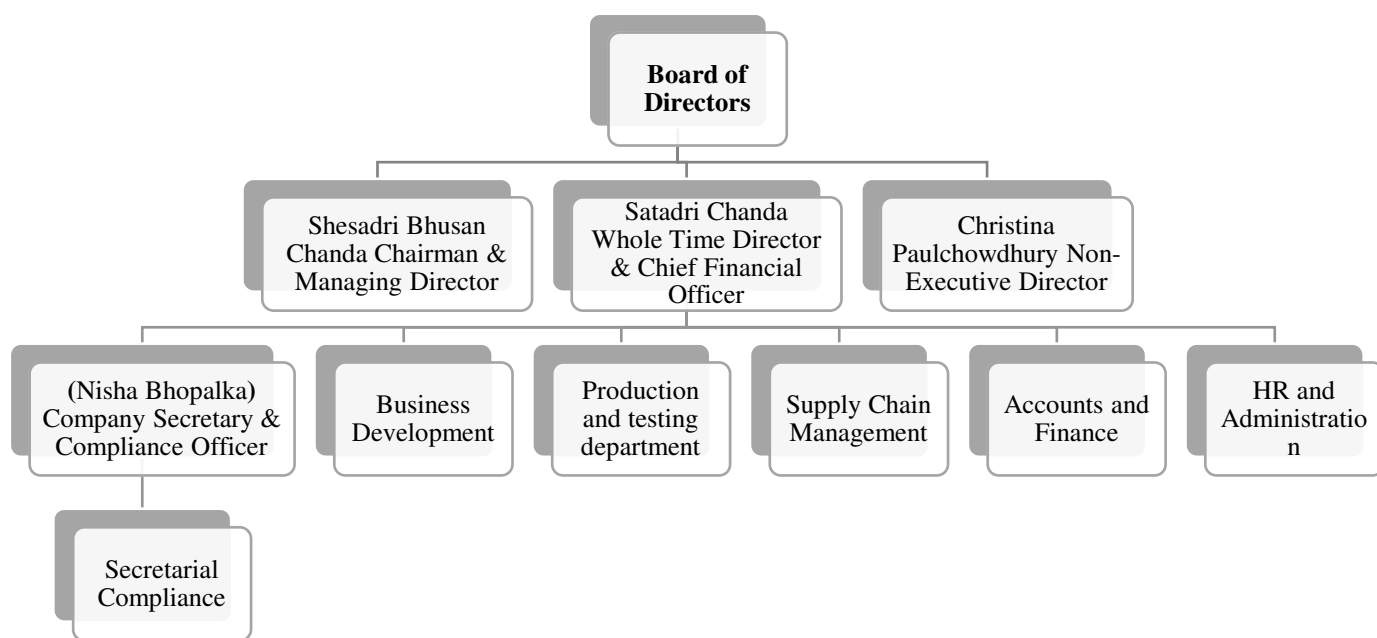 Board of
Directors
Shesadri Bhusan
Chanda Chairman &
Managing Director
Satadri Chanda
Whole Time Director
& Chief Financial
Officer
Christina
Paulchowdhury Non-
Executive Director
(Nisha Bhopalka)
Company Secretary &
Compliance Officer
Business
Development
Production
and testing
department
Supply Chain
Management
Accounts and
Finance
HR and
Administratio
n
Secretarial
Compliance